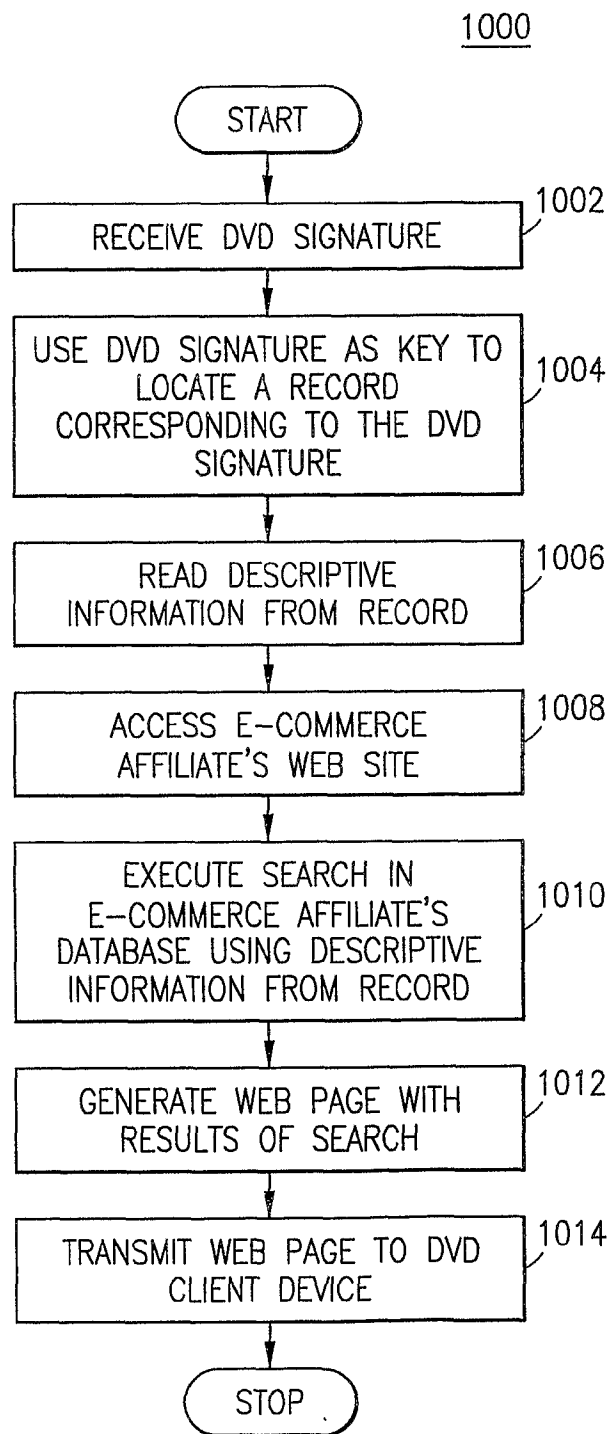 1000
START
1002
RECEIVE DVD SIGNATURE
1004
USE DVD SIGNATURE AS KEY TO
LOCATE A RECORD
CORRESPONDING TO THE DVD
SIGNATURE
1006
READ DESCRIPTIVE
INFORMATION FROM RECORD
1008
ACCESS E-COMMERCE
AFFILIATE'S WEB SITE
1010
EXECUTE SEARCH IN
E-COMMERCE AFFILIATE'S
DATABASE USING DESCRIPTIVE
INFORMATION FROM RECORD
1012
GENERATE WEB PAGE WITH
RESULTS OF SEARCH
1014
TRANSMIT WEB PAGE TO DVD
CLIENT DEVICE
STOP